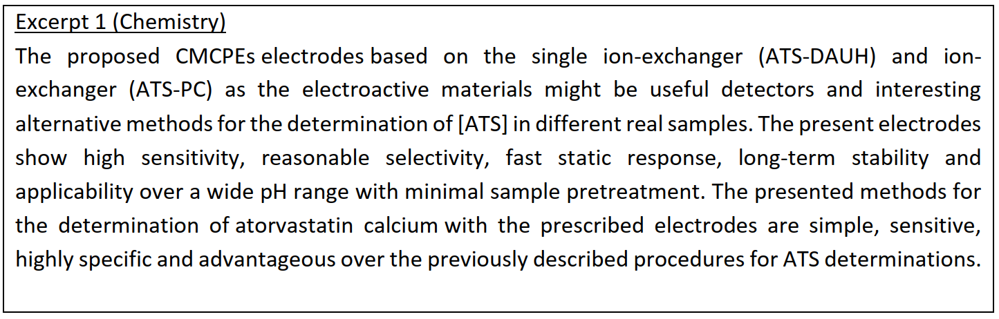 Excerpt 1 (Chemistry)
The proposed CMCPEs electrodes based on the single ion-exchanger (ATS-DAUH) and ion-
exchanger (ATS-PC) as the electroactive materials might be useful detectors and interesting
alternative methods for the determination of [ATS] in different real samples. The present electrodes
show high sensitivity, reasonable selectivity, fast static response, long-term stability and
applicability over a wide pH range with minimal sample pretreatment. The presented methods for
the determination of atorvastatin calcium with the prescribed electrodes are simple, sensitive,
highly specific and advantageous over the previously described procedures for ATS determinations.